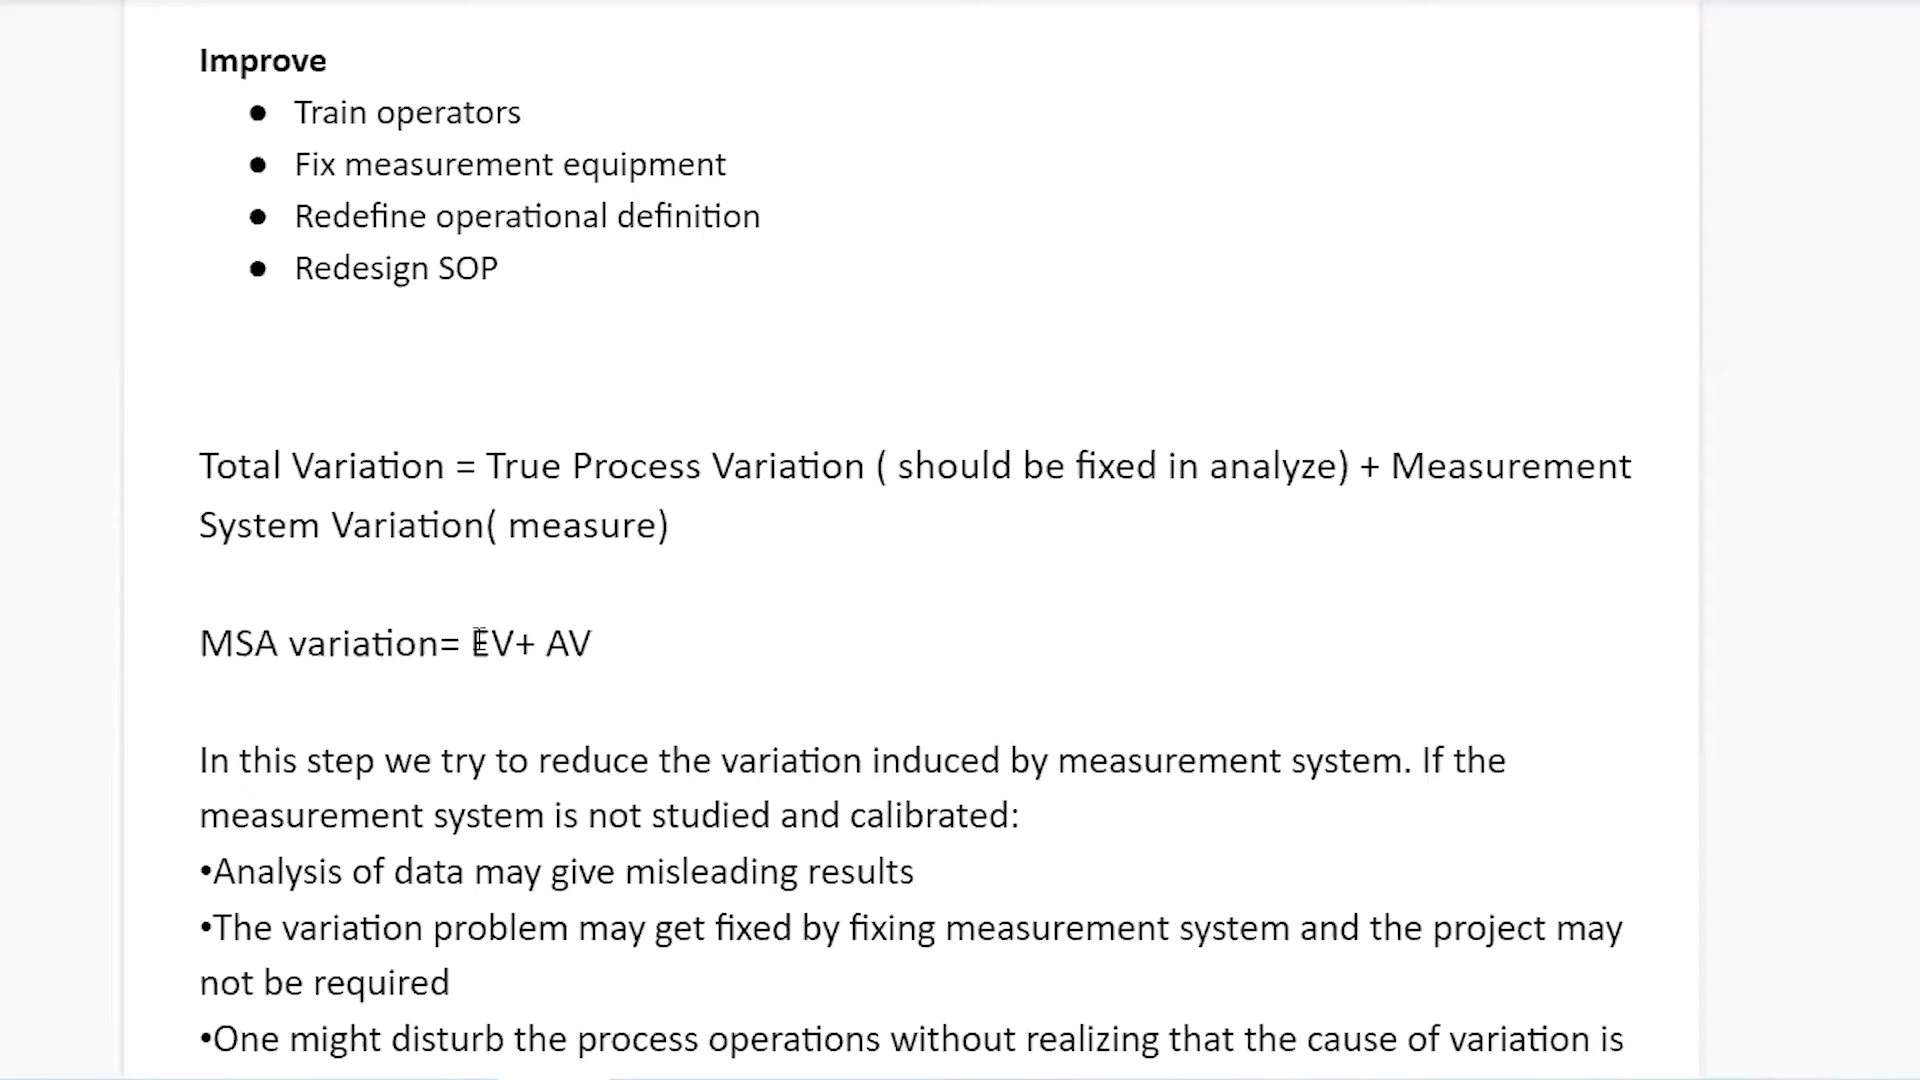 Improve
● Train operators
● Fix measurement equipment
● Redefine operational definition
● Redesign SOP
Total Variation = True Process Variation ( should be fixed in analyze) + Measurement
System Variation( measure)
MSA variation= EV+ AV
In this step we try to reduce the variation induced by measurement system. If the
measurement system is not studied and calibrated:
•Analysis of data may give misleading results
•The variation problem may get fixed by fixing measurement system and the project may
not be required
•One might disturb the process operations without realizing that the cause of variation is